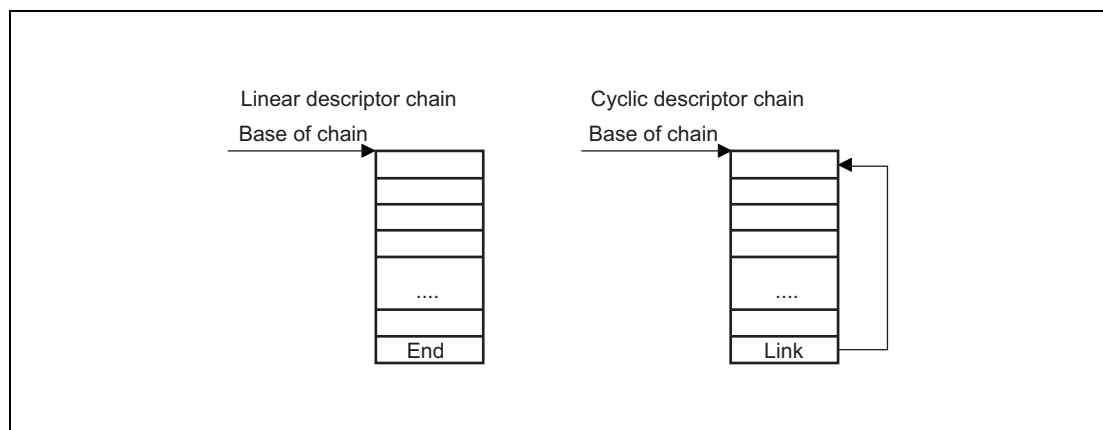 Linear descriptor chain
Base of chain
....
End
Cyclic descriptor chain
Base of chain
....
Link